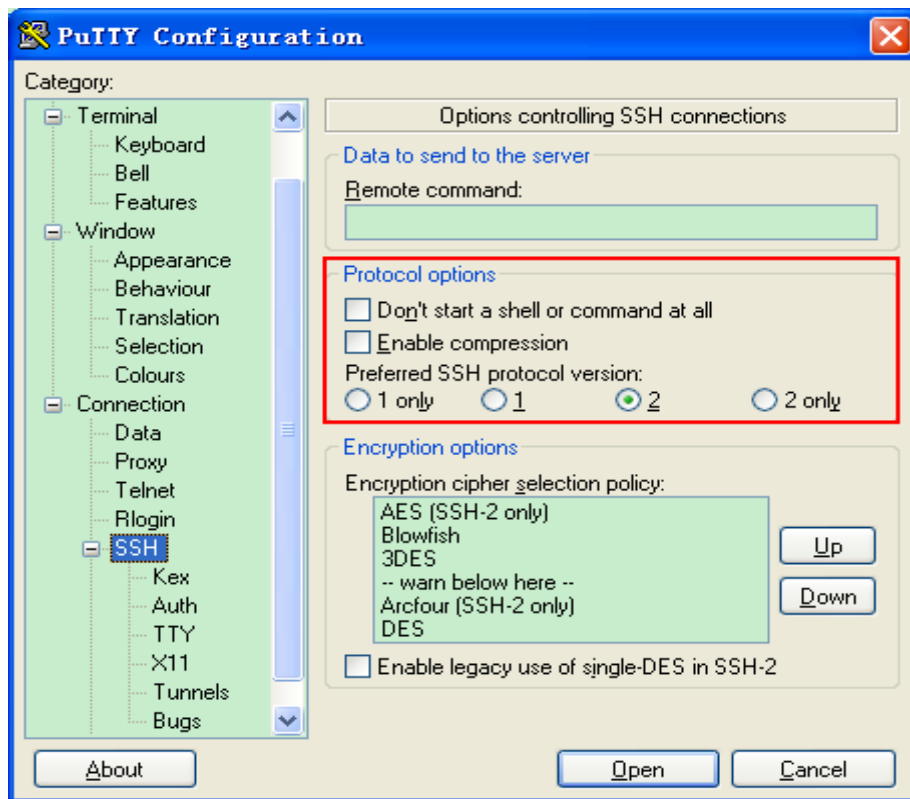 PuTTY Configuration
Category:
Terminal
Keyboard
Bell
Features
Window
Appearance
Behaviour
Translation
Selection
Colours
Connection
Data
Proxy
Telnet
Rlogin
SSH
Kex
Auth
TTY
X11
Tunnels
Bugs
Options controlling SSH connections
Data to send to the server
Remote command:
Protocol options
Don't start a shell or command at all
Enable compression
Preferred SSH protocol version:
1 only 1 2 2 only
Encryption options
Encryption cipher selection policy:
AES (SSH-2 only)
Blowfish
3DES
-- warn below here --
Arcfour (SSH-2 only)
DES
Up
Down
Enable legacy use of single-DES in SSH-2
About Open Cancel